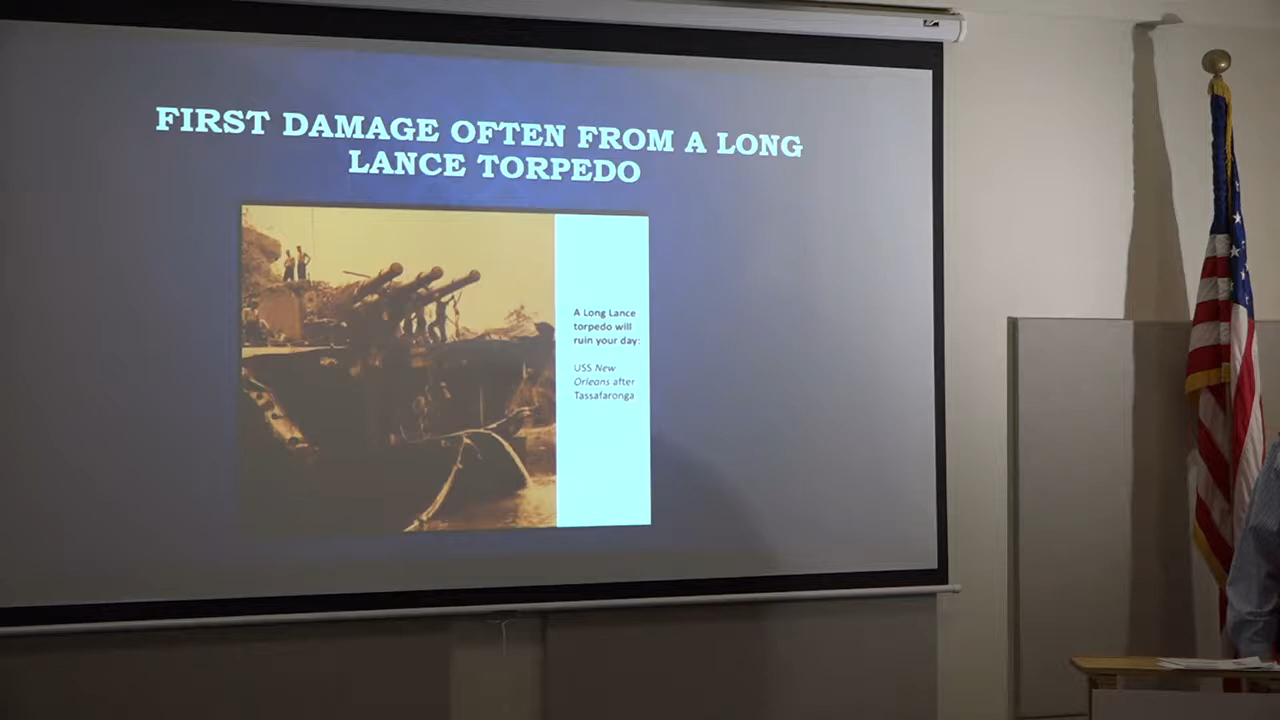 FIRST DAMAGE OFTEN FROM A LONG
LANCE TORPEDO
A Long Lance
torpedo will
ruin your day:
USS New
Orleans after
Tassafaronga